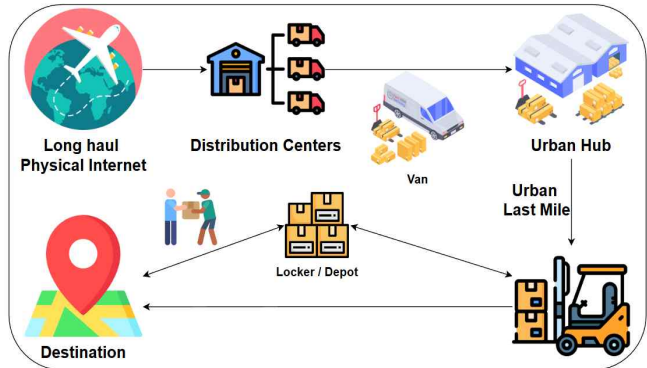 Long haul
Physical Internet
Distribution Centers
Van
Urban Hub
Urban
Last Mile
Locker / Depot
Destination